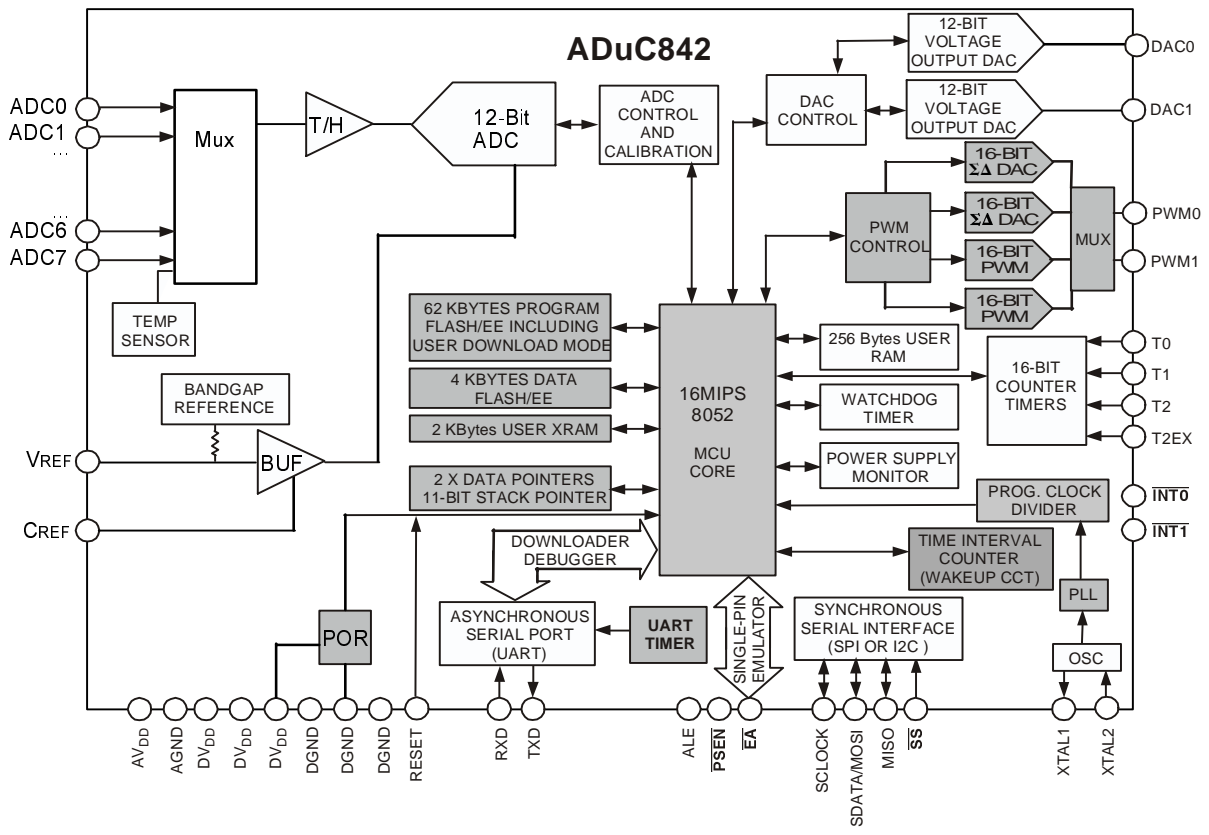 ADuC842
ADC0
ADC1
...
...
ADC6
ADC7
Mux
T/H
12-Bit
ADC
ADC
CONTROL
AND
CALIBRATION
DAC
CONTROL
12-BIT
VOLTAGE
OUTPUT DAC
12-BIT
VOLTAGE
OUTPUT DAC
DAC0
DAC1
PWM
CONTROL
16-BIT
ΣΔ DAC
16-BIT
ΣΔ DAC
16-BIT
PWM
16-BIT
PWM
MUX
PWM0
PWM1
TEMP
SENSOR
BANDGAP
REFERENCE
VREF
BUF
CREF
62 KBYTES PROGRAM
FLASH/EE INCLUDING
USER DOWNLOAD MODE
4 KBYTES DATA
FLASH/EE
2 KBytes USER XRAM
2 X DATA POINTERS
11-BIT STACK POINTER
16MIPS
8052
MCU
CORE
256 Bytes USER
RAM
WATCHDOG
TIMER
POWER SUPPLY
MONITOR
16-BIT
COUNTER
TIMERS
T0
T1
T2
T2EX
INT0
INT1
PROG. CLOCK
DIVIDER
TIME INTERVAL
COUNTER
(WAKEUP CCT)
PLL
OSC
DOWNLOADER
DEBUGGER
POR
ASYNCHRONOUS
SERIAL PORT
(UART)
UART
TIMER
SINGLE-PIN
EMULATOR
SYNCHRONOUS
SERIAL INTERFACE
(SPI OR I2C )
AVDD
AGND
DVDD
DVDD
DVDD
DGND
DGND
DGND
RESET
RXD
TXD
ALE
PSEN
EA
SCLOCK
SDATA/MOSI
MISO
SS
XTAL1
XTAL2